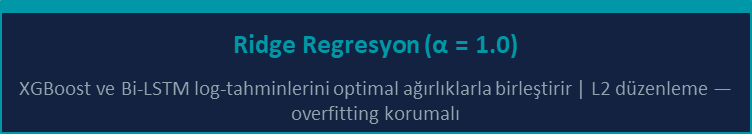 Ridge Regresyon (α = 1.0)
XGBoost ve Bi-LSTM log-tahminlerini optimal ağırlıklarla birleştirir | L2 düzenleme —
overfitting korumalı